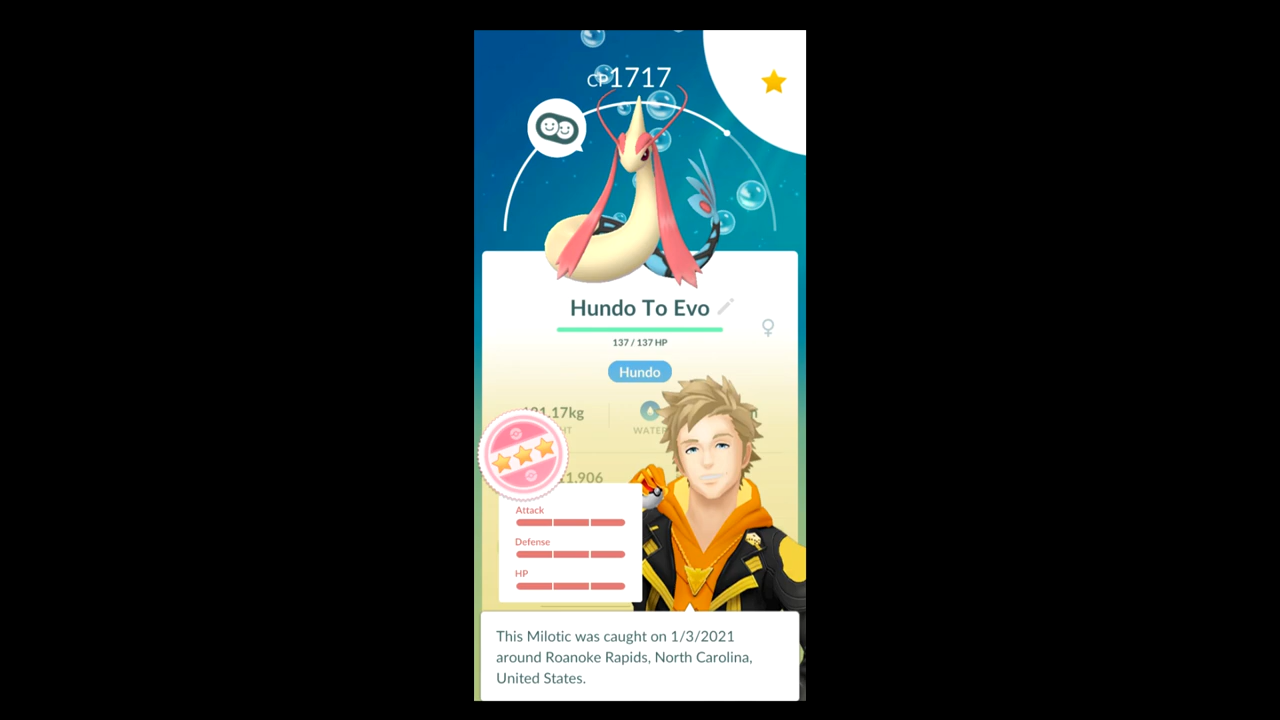 CP1717
Hundo To Evo
137 / 137 HP
Hundo
WATER
Attack
Defense
HP
This Milotic was caught on 1/3/2021
around Roanoke Rapids, North Carolina,
United States.